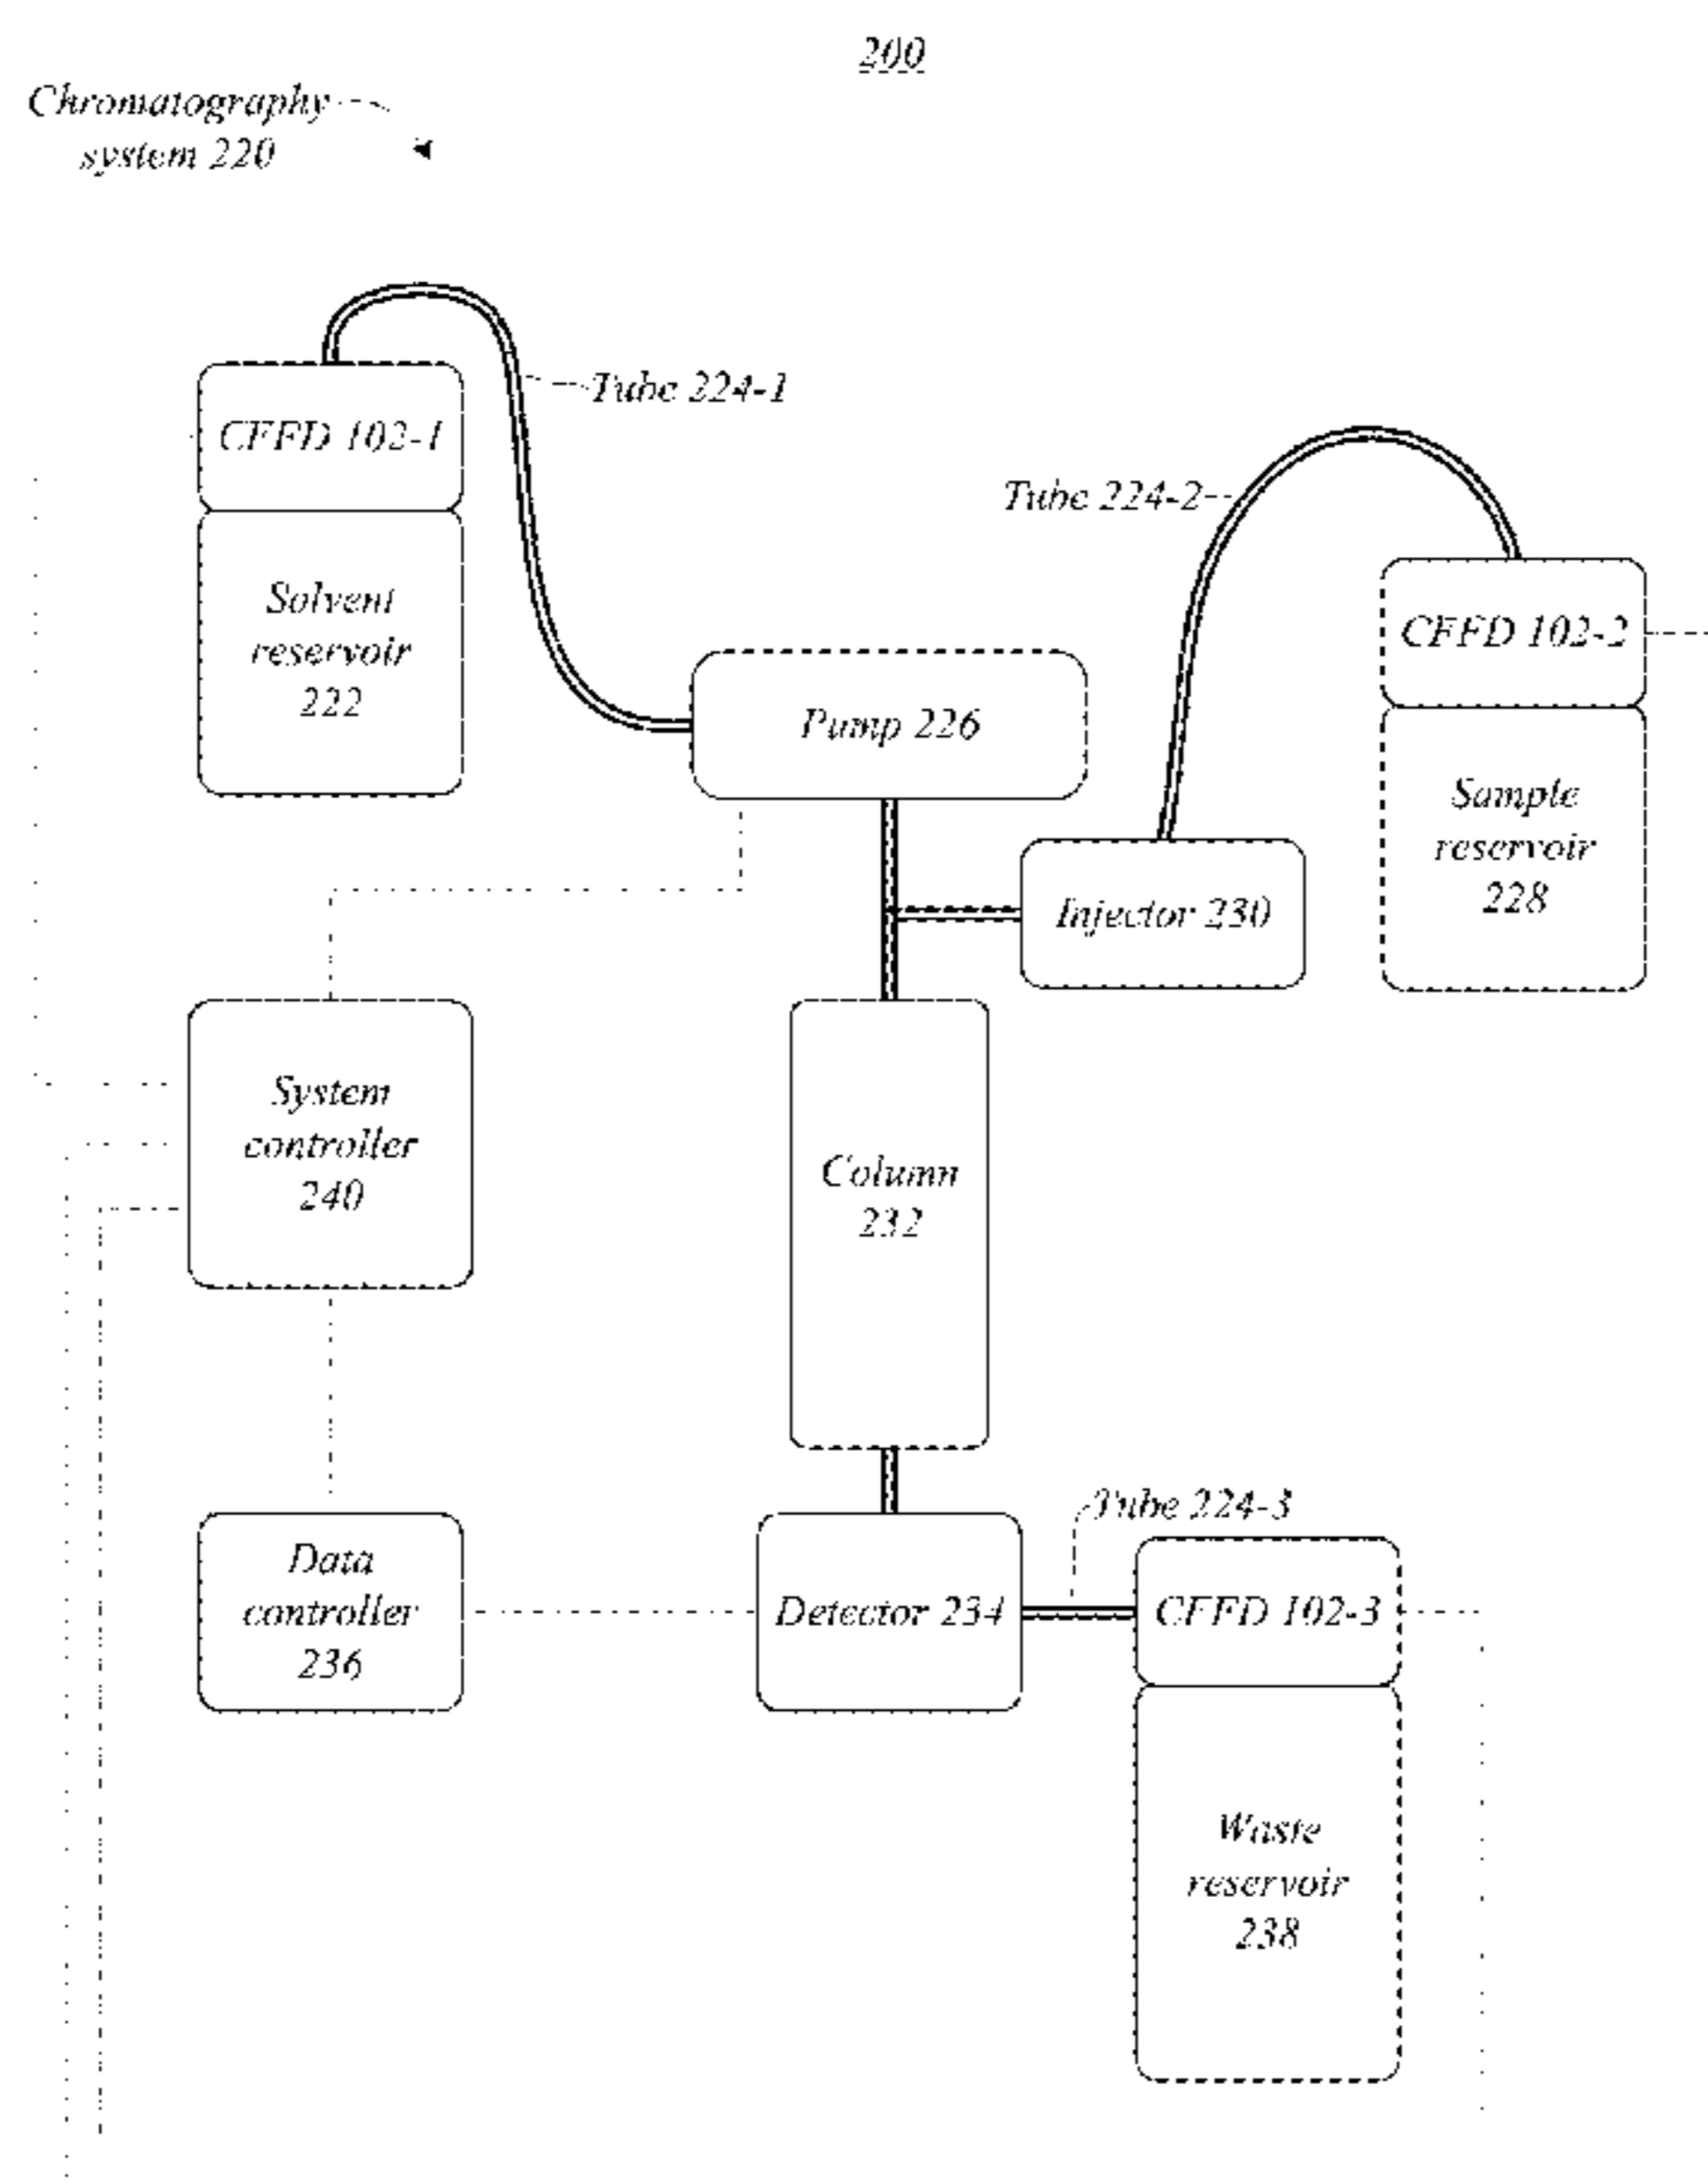 200
Chromatography
system 220
CFFD 102-1
Tube 224-1
Solvent
reservoir
222
Tube 224-2
CFFD 102-2
Pump 226
Sample
reservoir
228
Injector 230
System
controller
240
Column
232
Tube 224-3
Data
controller
236
Detector 234
CFFD 102-3
Waste
reservoir
238